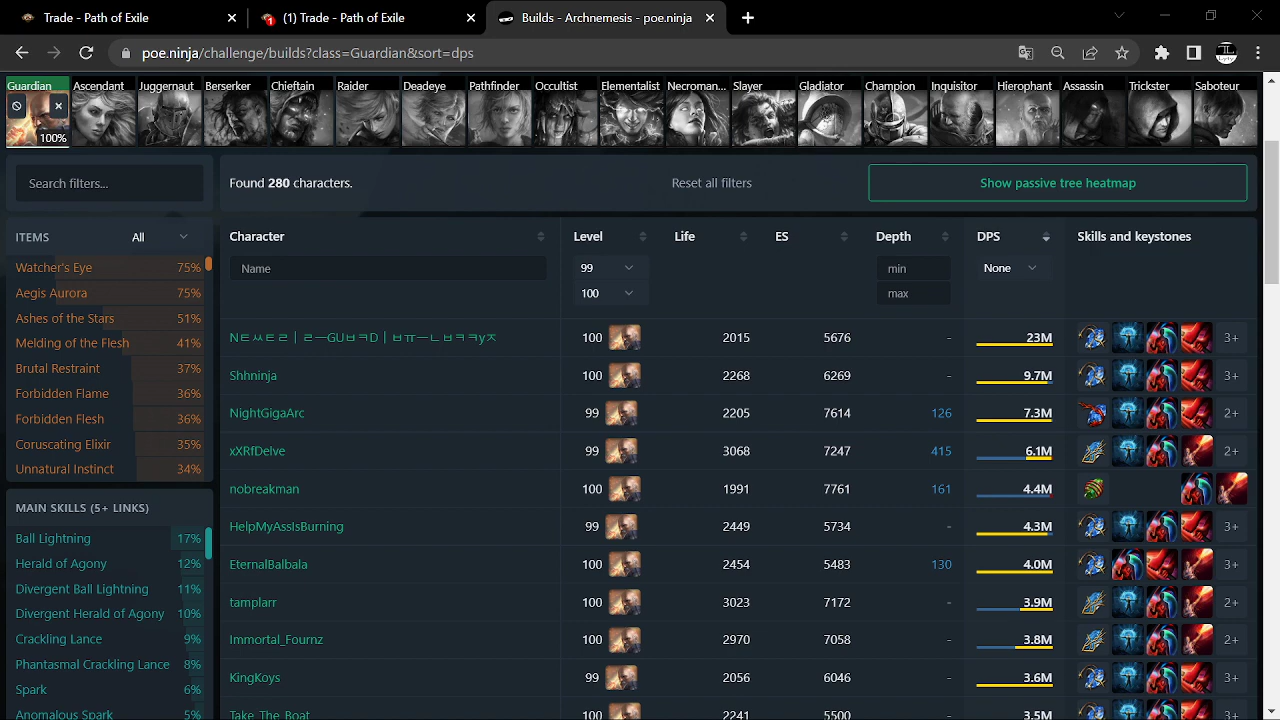 Trade - Path of Exile
(1) Trade - Path of Exile
Builds - Archnemesis - poe.ninja
poe.ninja/challenge/builds?class=Guardian&sort=dps
Guardian Ascendant Juggernaut Berserker Chieftain Raider Deadeye Pathfinder Occultist Elementalist Necroman... Slayer Gladiator Champion Inquisitor Hierophant Assassin Trickster Saboteur
100%
Search filters...
Found 280 characters.
Reset all filters
Show passive tree heatmap
ITEMS All
Watcher's Eye 75%
Aegis Aurora 75%
Ashes of the Stars 51%
Melding of the Flesh 41%
Brutal Restraint 37%
Forbidden Flame 36%
Forbidden Flesh 36%
Coruscating Elixir 35%
Unnatural Instinct 34%
MAIN SKILLS (5+ LINKS)
Ball Lightning 17%
Herald of Agony 12%
Divergent Ball Lightning 11%
Divergent Herald of Agony 10%
Crackling Lance 9%
Phantasmal Crackling Lance 8%
Spark 6%
Anomalous Spark 5%
Character Level Life ES Depth DPS Skills and keystones
Name 99 min None
100 max
100 2015 5676 - 23M 3+
Shhninja 100 2268 6269 - 9.7M 3+
NightGigaArc 99 2205 7614 126 7.3M 2+
xXRfDelve 99 3068 7247 415 6.1M 2+
nobreakman 100 1991 7761 161 4.4M
HelpMyAssIsBurning 99 2449 5734 - 4.3M 3+
EternalBalbala 100 2454 5483 130 4.0M 3+
tamplarr 100 3023 7172 - 3.9M 2+
Immortal_Fournz 100 2970 7058 - 3.8M 2+
KingKoys 99 2056 6046 - 3.6M 3+
Take_The_Boat 100 2241 5500 - 3.5M 3+